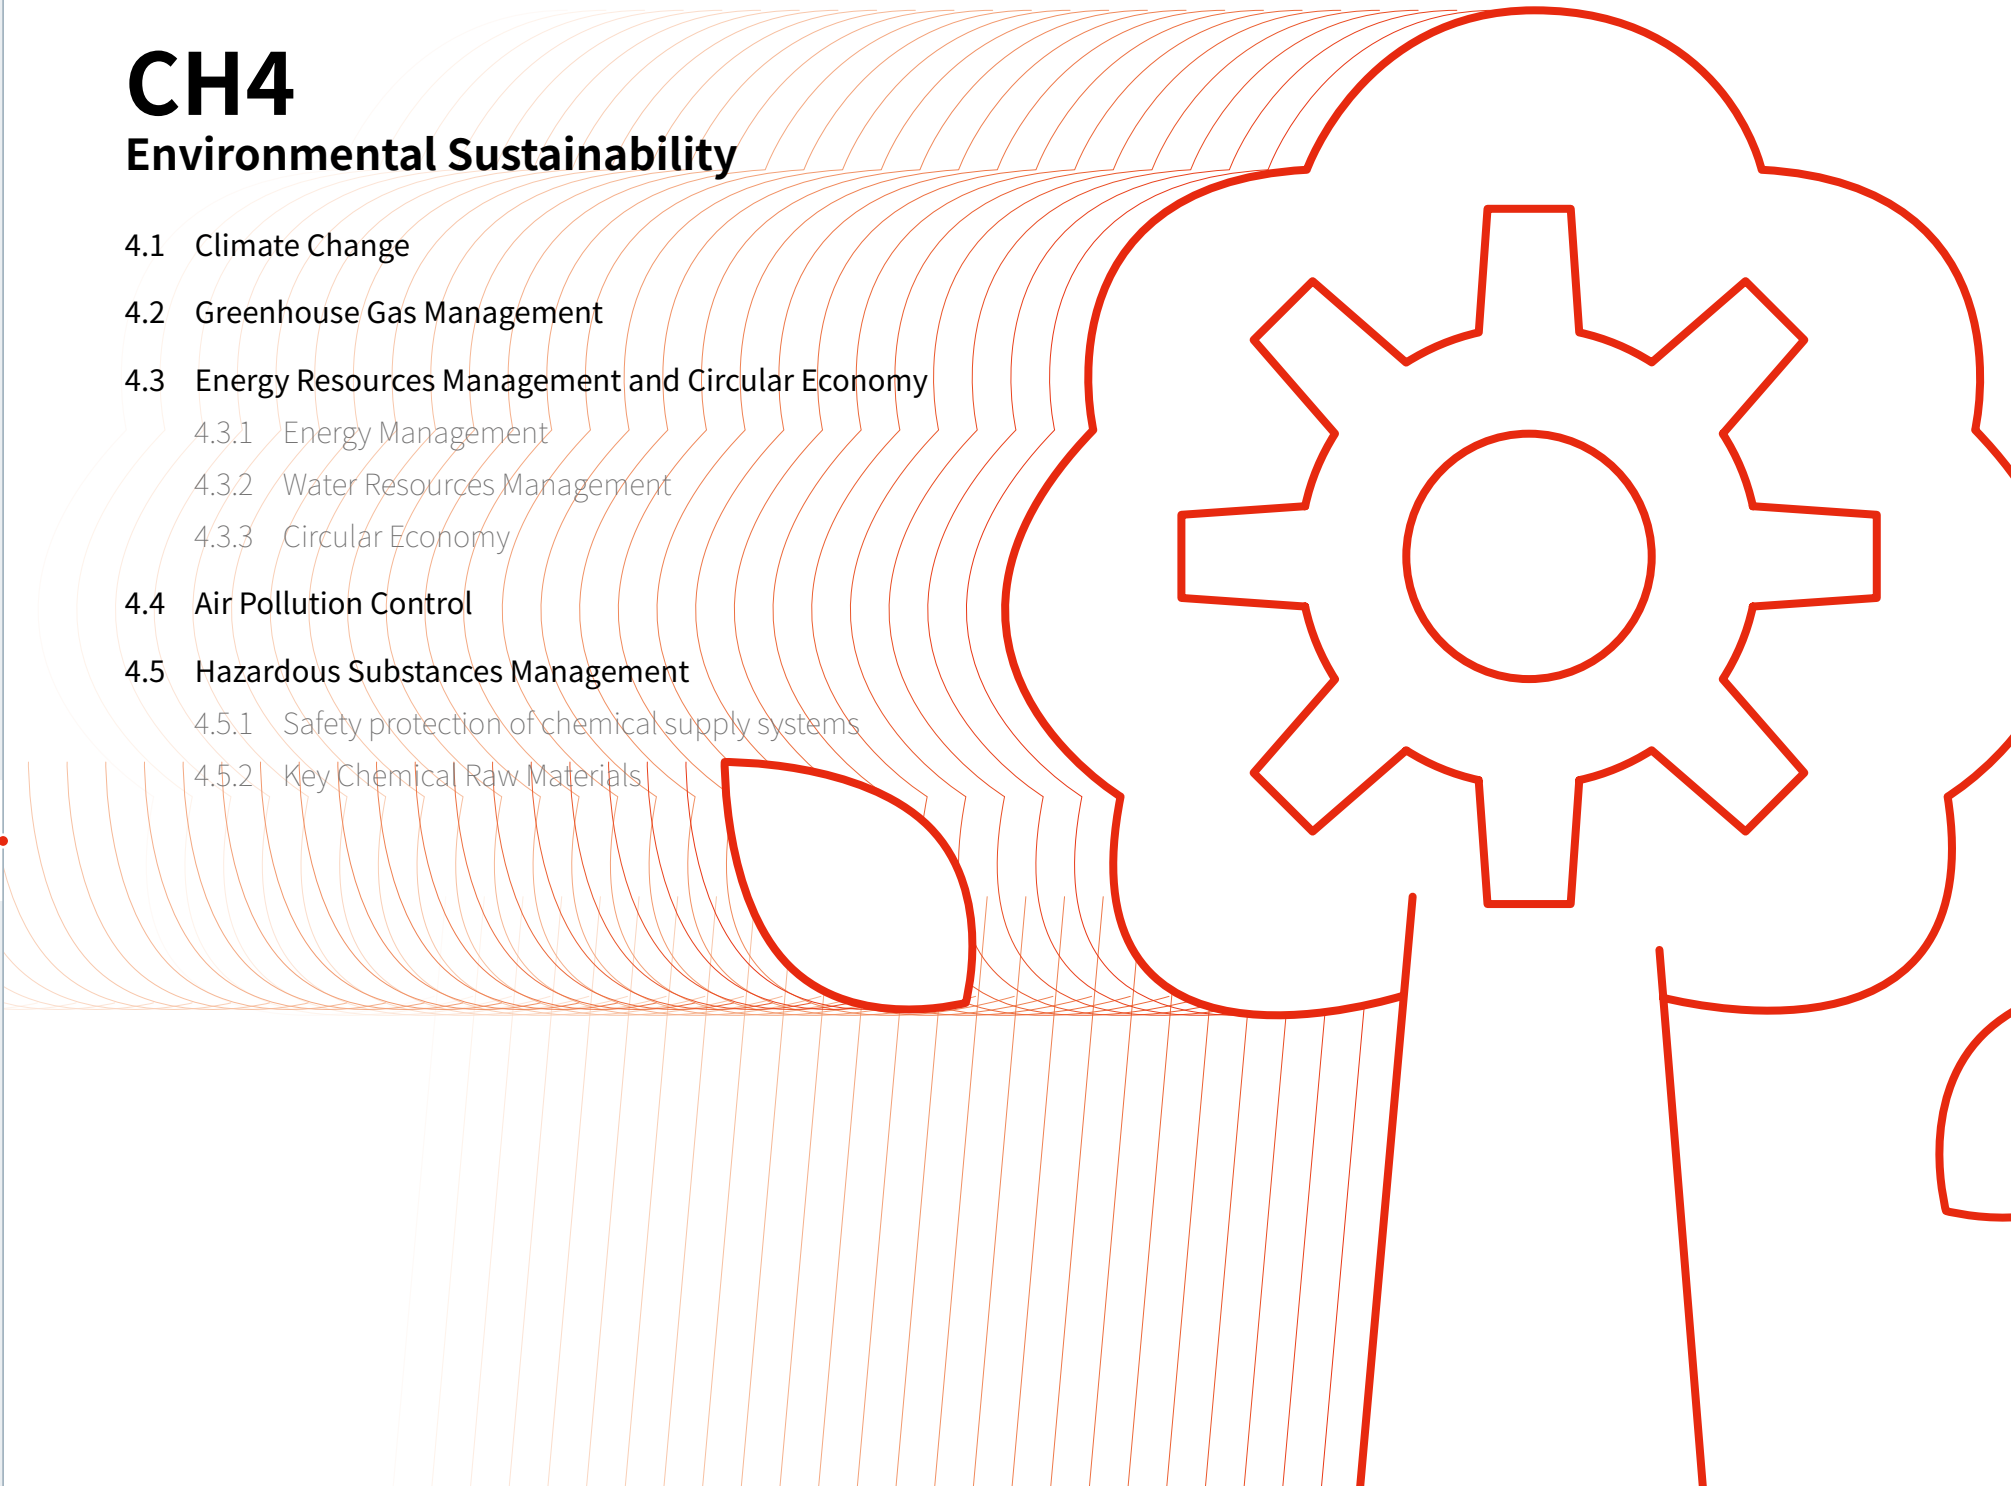 CH4
Environmental Sustainability
4.1 Climate Change
4.2 Greenhouse Gas Management
4.3 Energy Resources Management and Circular Economy
4.3.1 Energy Management
4.3.2 Water Resources Management
4.3.3 Circular Economy
4.4 Air Pollution Control
4.5 Hazardous Substances Management
4.5.1 Safety protection of chemical supply systems
4.5.2 Key Chemical Raw Materials